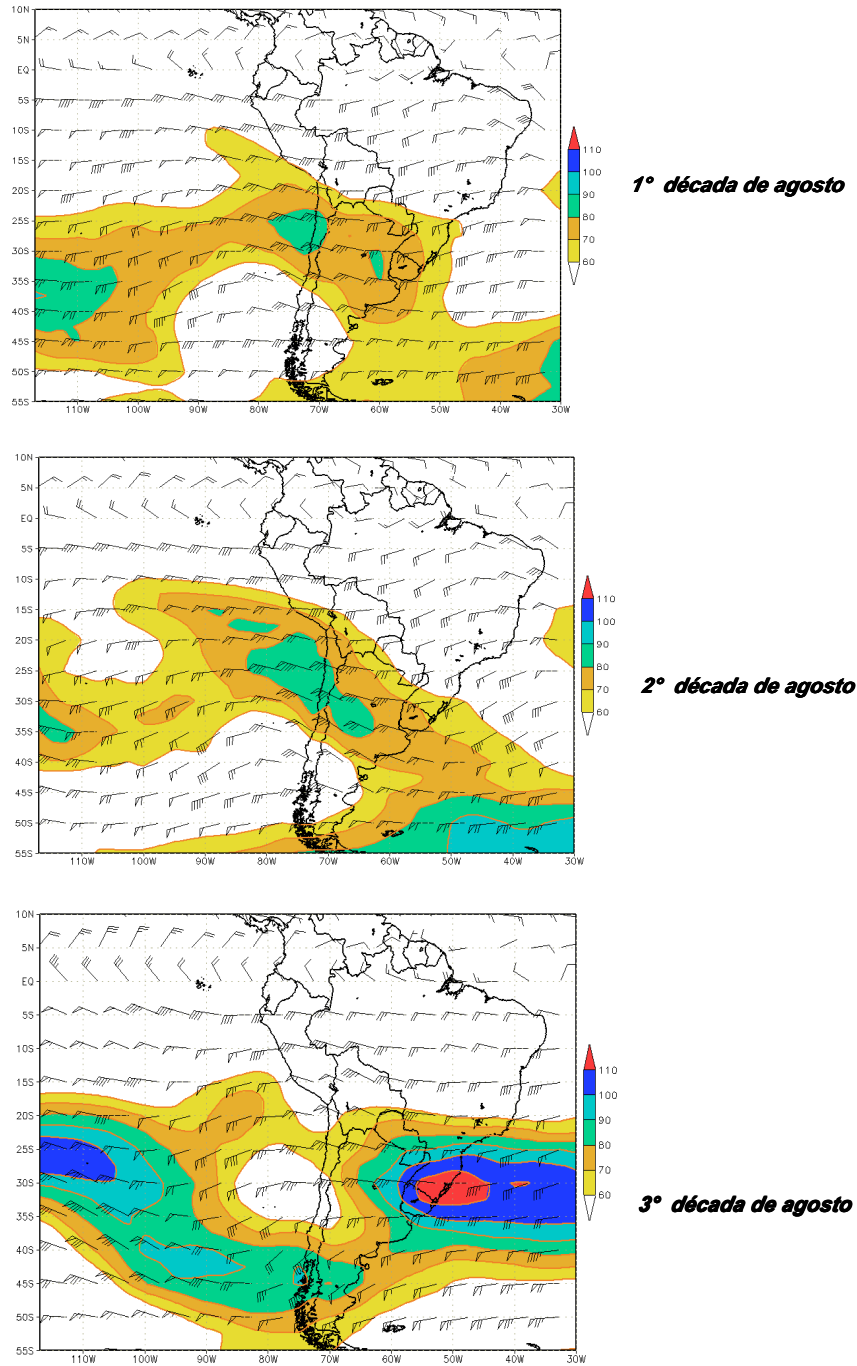 10N
5N
EQ
5S
10S
15S
20S
25S
30S
35S
40S
45S
50S
55S
110W 100W 90W 80W 70W 60W 50W 40W 30W
110
100
90
80
70
60
1° década de agosto
10N
5N
EQ
5S
10S
15S
20S
25S
30S
35S
40S
45S
50S
55S
110W 100W 90W 80W 70W 60W 50W 40W 30W
110
100
90
80
70
60
2° década de agosto
10N
5N
EQ
5S
10S
15S
20S
25S
30S
35S
40S
45S
50S
55S
110W 100W 90W 80W 70W 60W 50W 40W 30W
110
100
90
80
70
60
3° década de agosto